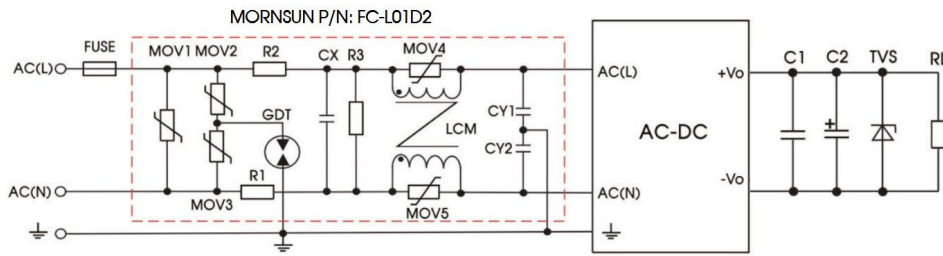 MORNSUN P/N: FC-L01D2
FUSE
MOV1
MOV2
R2
CX
R3
MOV4
AC(L)
AC(L)
+Vo
C1
C2
TVS
GDT
CY1
LCM
CY2
AC-DC
+
R1
AC(N)
MOV3
MOV5
AC(N)
-Vo